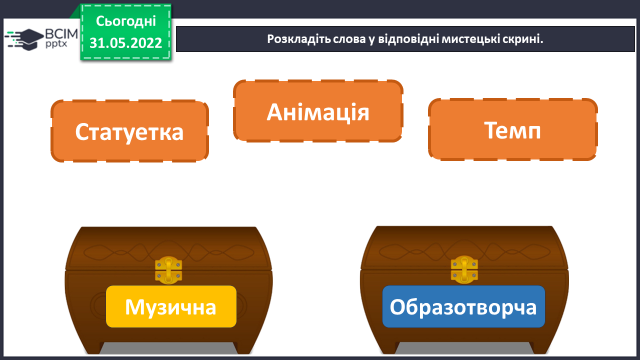 ВСІМ
pptx
Сьогодні
31.05.2022
Розкладіть слова у відповідні мистецькі скрині.
Статуетка
Анімація
Темп
Музична
Образотворча